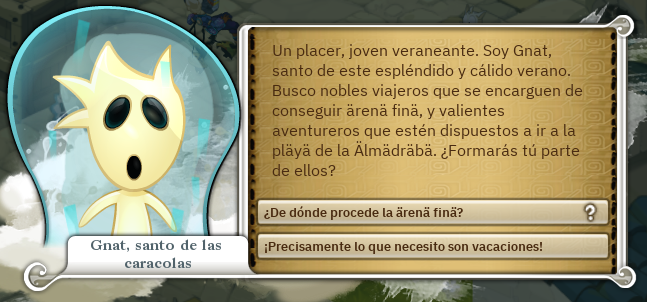 Un placer, joven veraneante. Soy Gnat,
santo de este espléndido y cálido verano.
Busco nobles viajeros que se encarguen de
conseguir ärenä finä, y valientes
aventureros que estén dispuestos a ir a la
pläyä de la Älmädräbä. ¿Formarás tú parte
de ellos?
¿De dónde procede la ärenä finä?
?
¡Precisamente lo que necesito son vacaciones!
Gnat, santo de las
caracolas